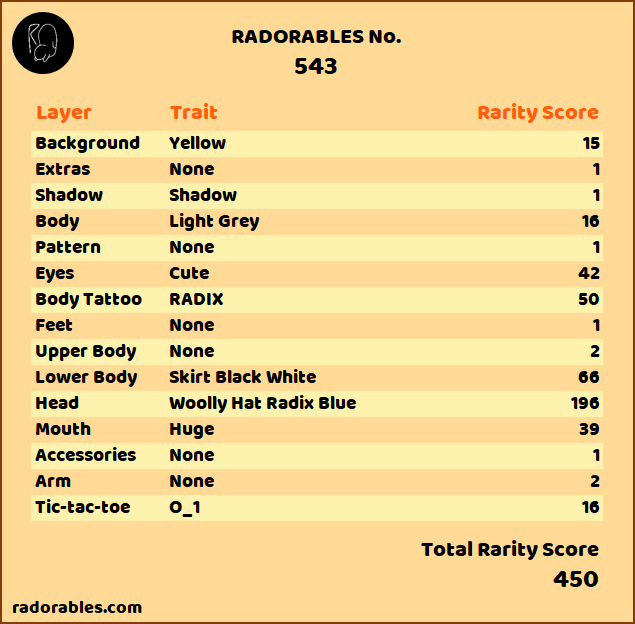 RADORABLES No.
543
Layer Trait Rarity Score
Background Yellow 15
Extras None 1
Shadow Shadow 1
Body Light Grey 16
Pattern None 1
Eyes Cute 42
Body Tattoo RADIX 50
Feet None 1
Upper Body None 2
Lower Body Skirt Black White 66
Head Woolly Hat Radix Blue 196
Mouth Huge 39
Accessories None 1
Arm None 2
Tic-tac-toe O_1 16
Total Rarity Score
450
radorables.com